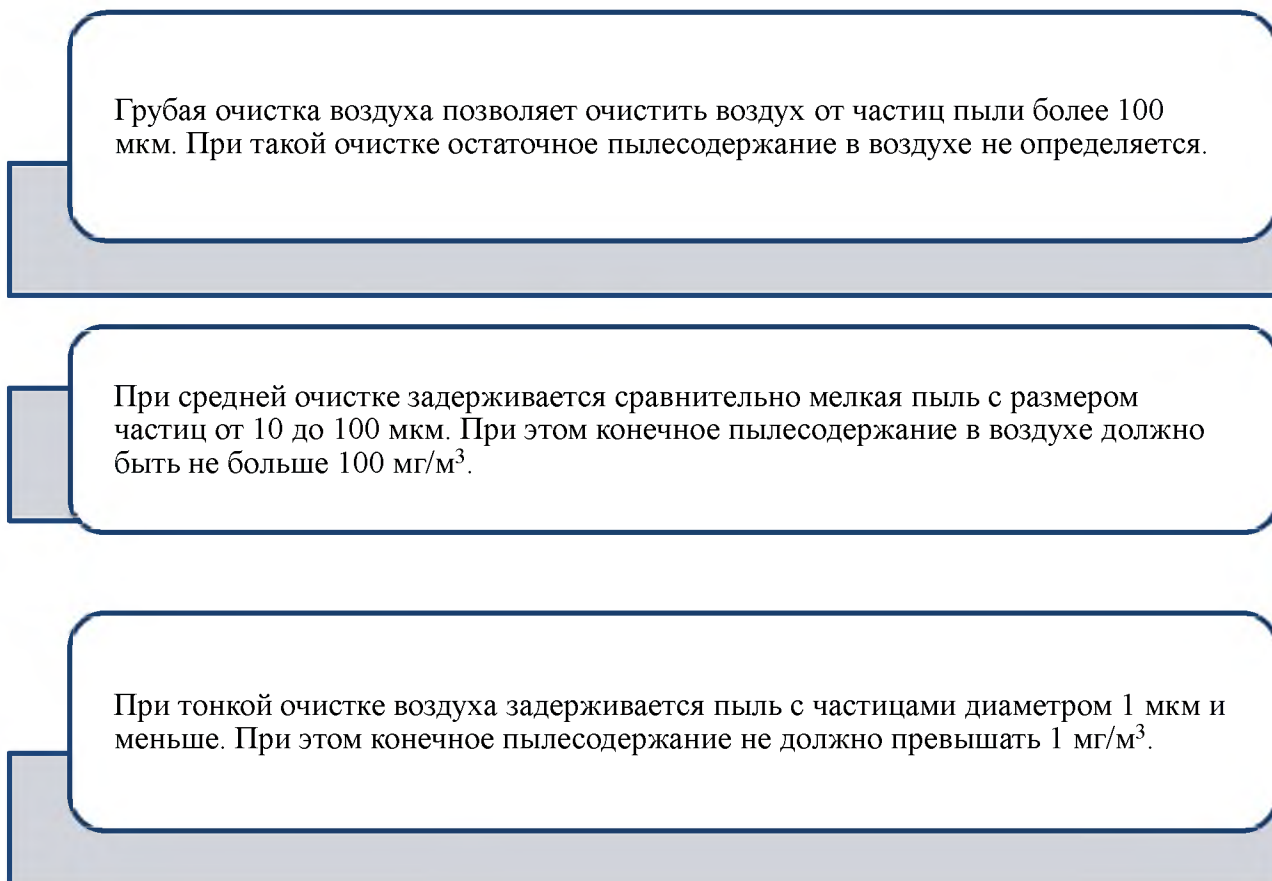 Грубая очистка воздуха позволяет очистить воздух от частиц пыли более 100
мкм. При такой очистке остаточное пылесодержание в воздухе не определяется.
При средней очистке задерживается сравнительно мелкая пыль с размером
частиц от 10 до 100 мкм. При этом конечное пылесодержание в воздухе должно
быть не больше 100 мг/м³.
При тонкой очистке воздуха задерживается пыль с частицами диаметром 1 мкм и
меньше. При этом конечное пылесодержание не должно превышать 1 мг/м³.